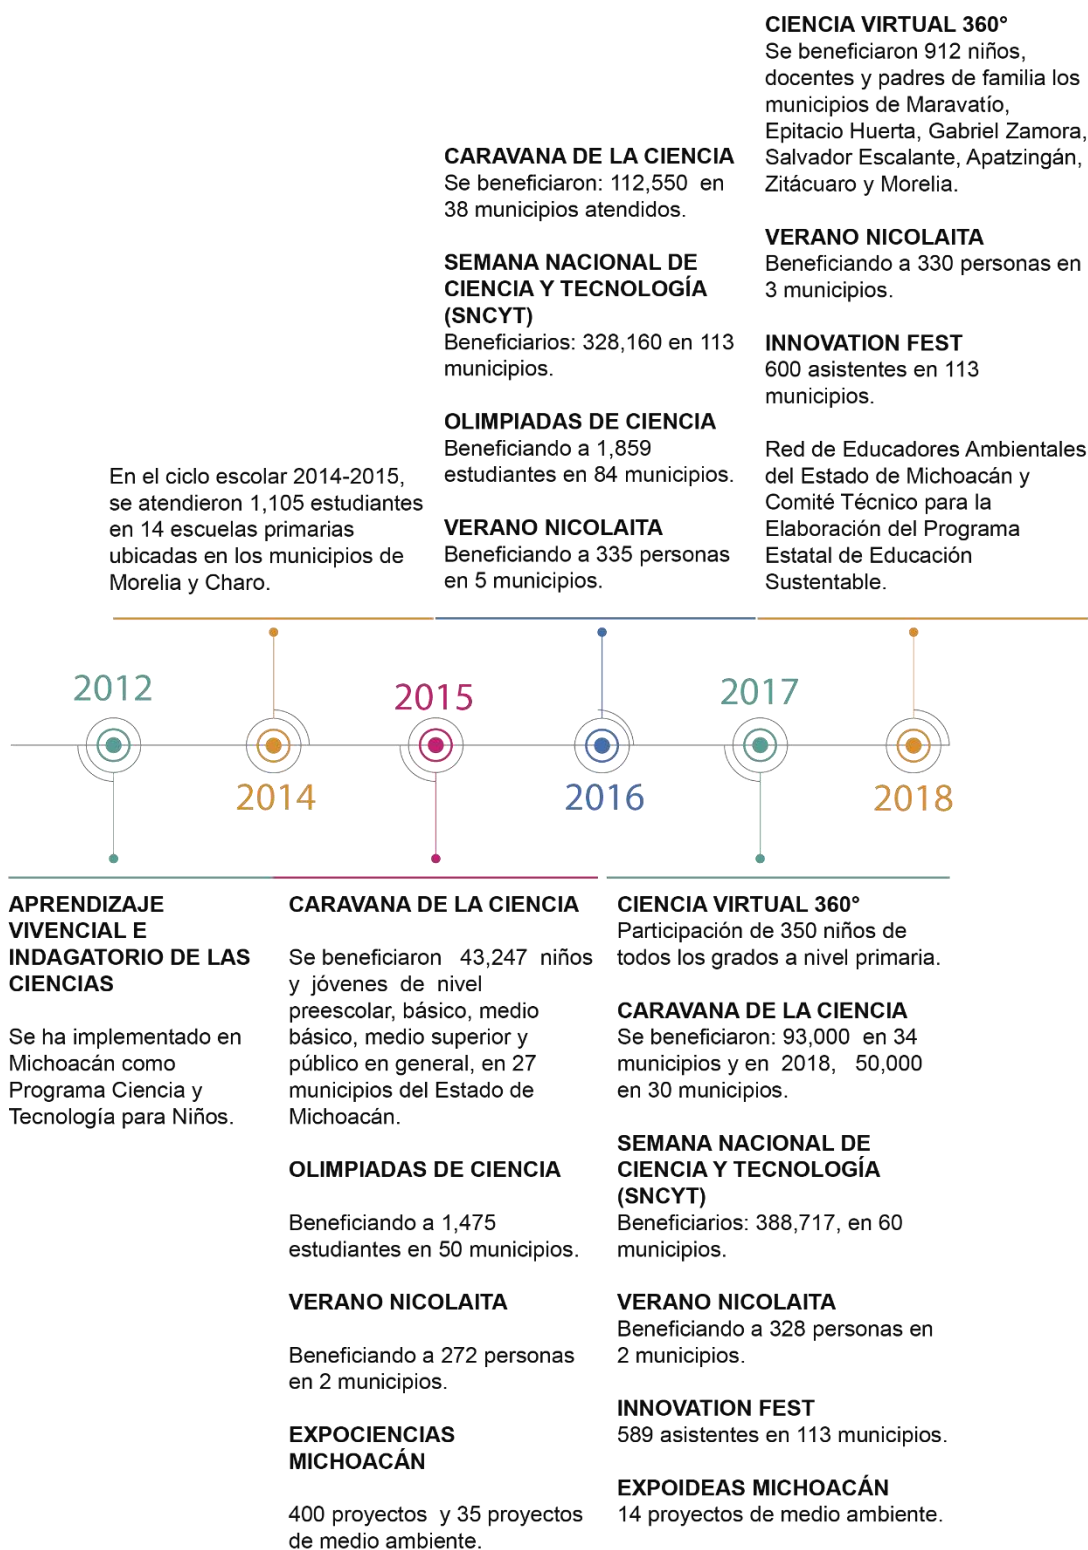 CIENCIA VIRTUAL 360°
Se beneficiaron 912 niños,
docentes y padres de familia los
municipios de Maravatío,
Epitacio Huerta, Gabriel Zamora,
Salvador Escalante, Apatzingán,
Zitácuaro y Morelia.
VERANO NICOLAITA
Beneficiando a 330 personas en
3 municipios.
INNOVATION FEST
600 asistentes en 113
municipios.
Red de Educadores Ambientales
del Estado de Michoacán y
Comité Técnico para la
Elaboración del Programa
Estatal de Educación
Sustentable.
CARAVANA DE LA CIENCIA
Se beneficiaron: 112,550 en
38 municipios atendidos.
SEMANA NACIONAL DE
CIENCIA Y TECNOLOGÍA
(SNCYT)
Beneficiarios: 328,160 en 113
municipios.
OLIMPIADAS DE CIENCIA
Beneficiando a 1,859
estudiantes en 84 municipios.
VERANO NICOLAITA
Beneficiando a 335 personas
en 5 municipios.
En el ciclo escolar 2014-2015,
se atendieron 1,105 estudiantes
en 14 escuelas primarias
ubicadas en los municipios de
Morelia y Charo.
2012
2014
2015
2016
2017
2018
APRENDIZAJE
VIVENCIAL E
INDAGATORIO DE LAS
CIENCIAS
Se ha implementado en
Michoacán como
Programa Ciencia y
Tecnología para Niños.
CARAVANA DE LA CIENCIA
Se beneficiaron 43,247 niños
y jóvenes de nivel
preescolar, básico, medio
básico, medio superior y
público en general, en 27
municipios del Estado de
Michoacán.
OLIMPIADAS DE CIENCIA
Beneficiando a 1,475
estudiantes en 50 municipios.
VERANO NICOLAITA
Beneficiando a 272 personas
en 2 municipios.
EXPOCIENCIAS
MICHOACÁN
400 proyectos y 35 proyectos
de medio ambiente.
CIENCIA VIRTUAL 360°
Participación de 350 niños de
todos los grados a nivel primaria.
CARAVANA DE LA CIENCIA
Se beneficiaron: 93,000 en 34
municipios y en 2018, 50,000
en 30 municipios.
SEMANA NACIONAL DE
CIENCIA Y TECNOLOGÍA
(SNCYT)
Beneficiarios: 388,717, en 60
municipios.
VERANO NICOLAITA
Beneficiando a 328 personas en
2 municipios.
INNOVATION FEST
589 asistentes en 113 municipios.
EXPOIDEAS MICHOACÁN
14 proyectos de medio ambiente.